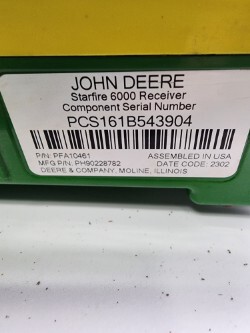 JOHN DEERE
Starfire 6000 Receiver
Component Serial Number
PCS161B543904
P/N: PFA10461 ASSEMBLED IN USA
MFG P/N: PH90228782 DATE CODE: 2302
DEERE & COMPANY, MOLINE, ILLINOIS